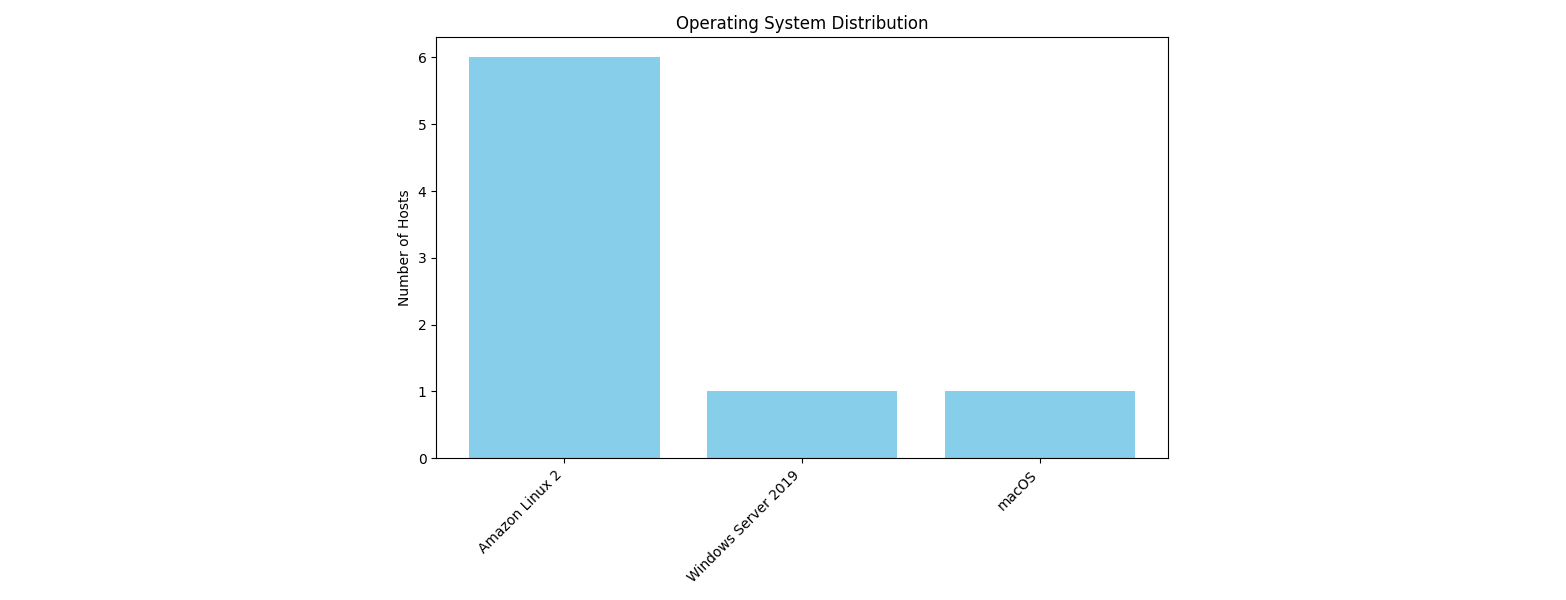 Operating System Distribution
Number of Hosts
6
5
4
3
2
1
0
Amazon Linux 2
Windows Server 2019
macOS